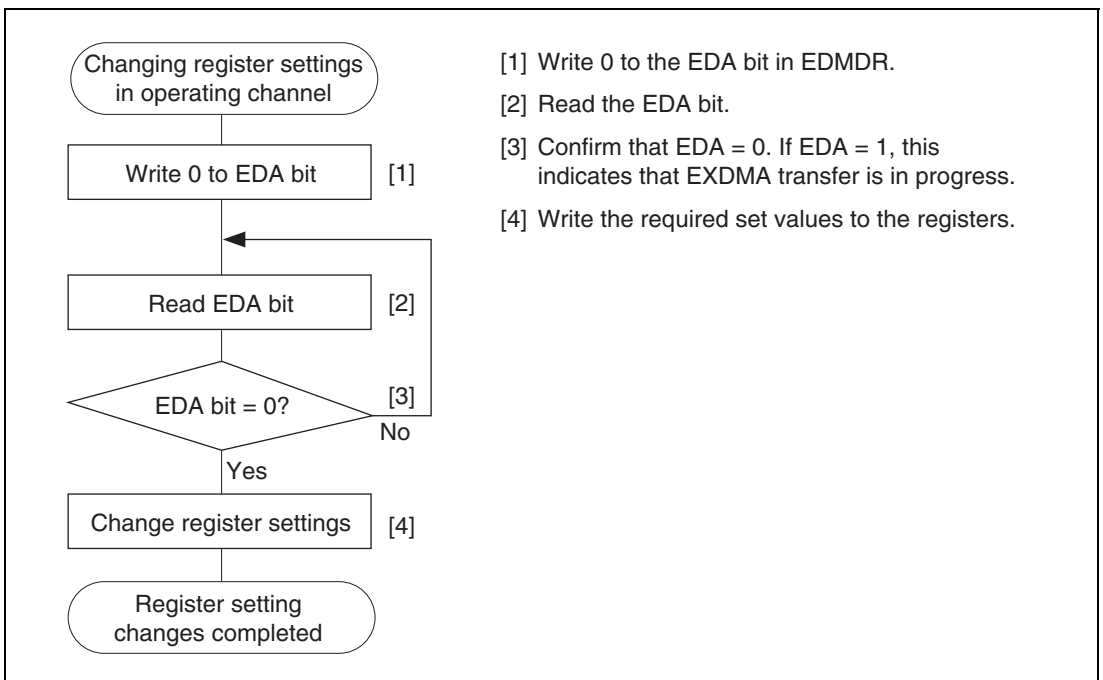 Changing register settings
in operating channel
Write 0 to EDA bit
[1]
Read EDA bit
[2]
EDA bit = 0?
[3]
No
Yes
Change register settings
[4]
Register setting
changes completed
[1] Write 0 to the EDA bit in EDMDR.
[2] Read the EDA bit.
[3] Confirm that EDA = 0. If EDA = 1, this
indicates that EXDMA transfer is in progress.
[4] Write the required set values to the registers.